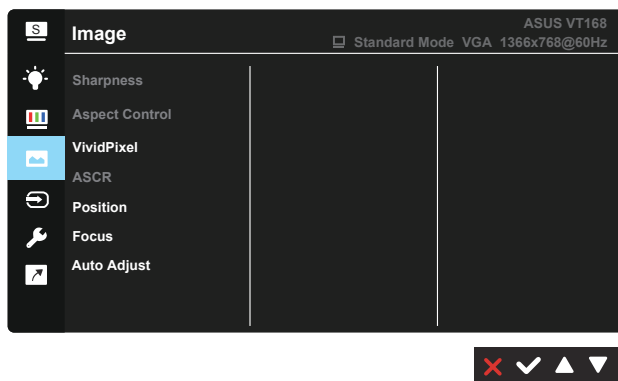 S
Image
ASUS VT168
Standard Mode VGA 1366x768@60Hz
Sharpness
Aspect Control
VividPixel
ASCR
Position
Focus
Auto Adjust